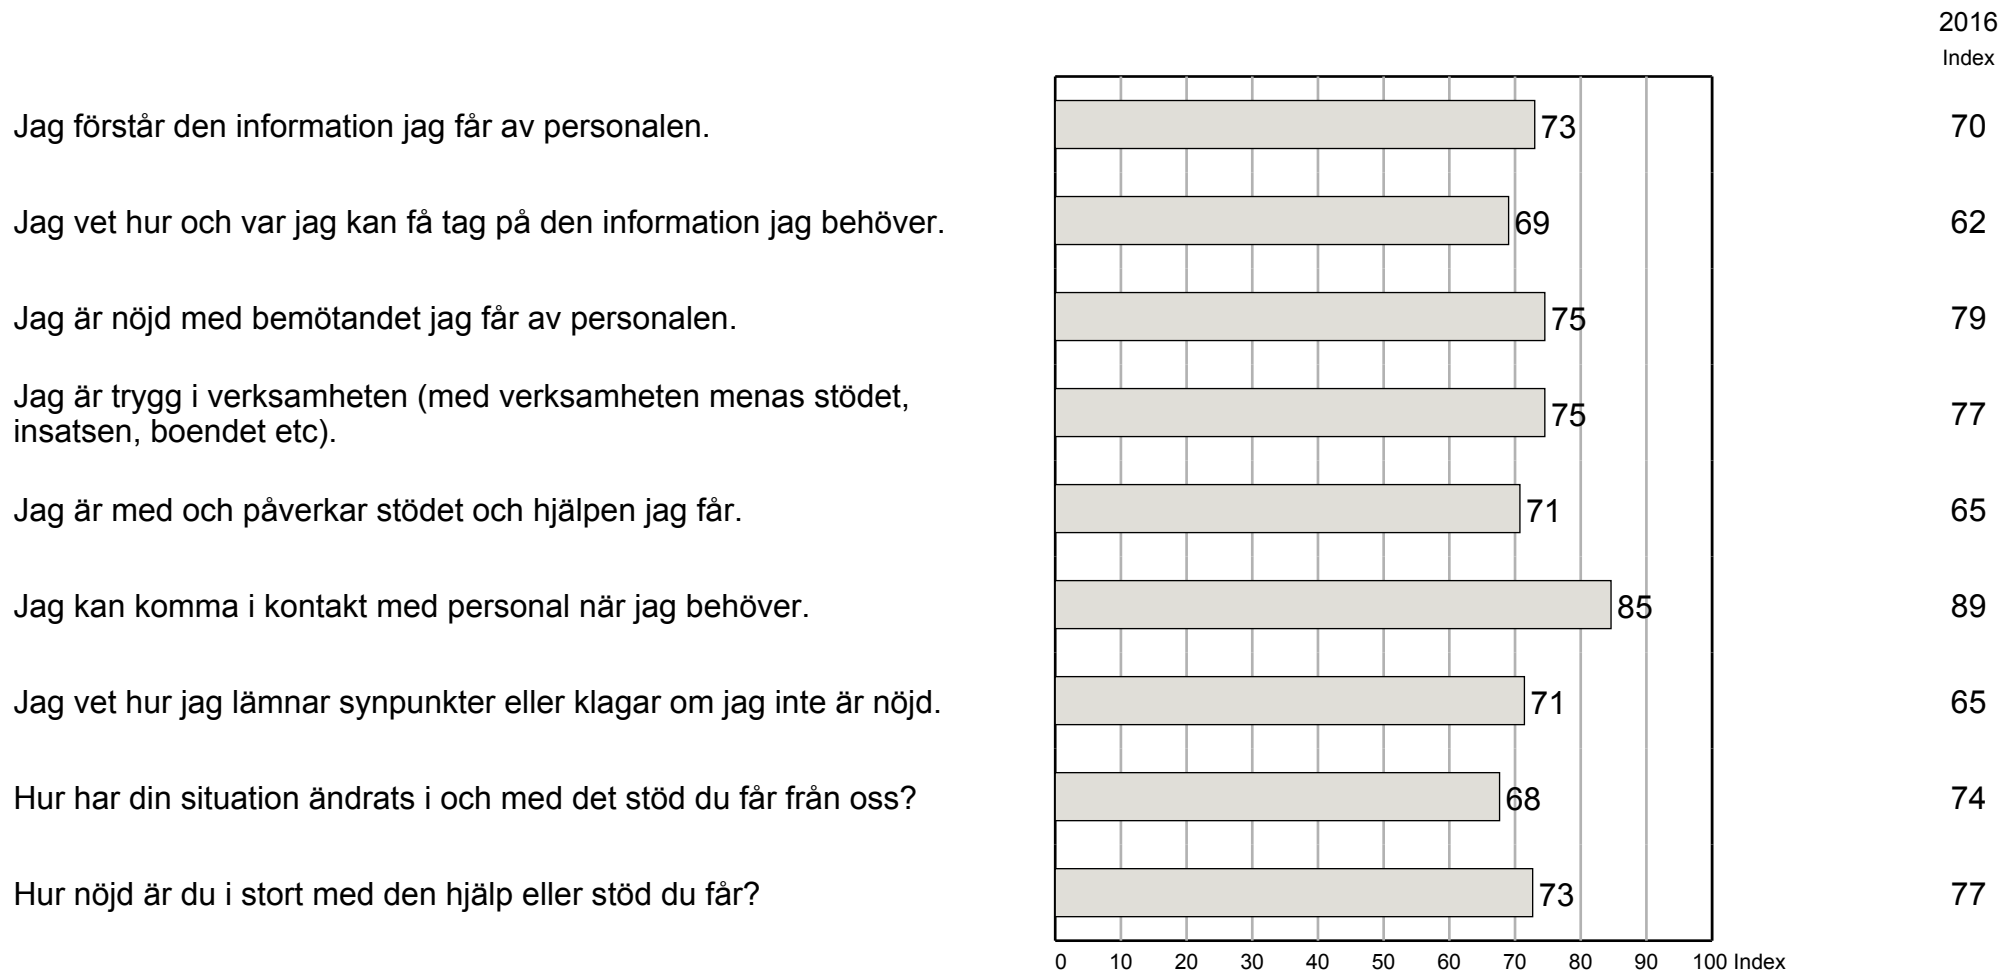 2016
Index
Jag förstår den information jag får av personalen. 73 70
Jag vet hur och var jag kan få tag på den information jag behöver. 69 62
Jag är nöjd med bemötandet jag får av personalen. 75 79
Jag är trygg i verksamheten (med verksamheten menas stödet,
insatsen, boendet etc). 75 77
Jag är med och påverkar stödet och hjälpen jag får. 71 65
Jag kan komma i kontakt med personal när jag behöver. 85 89
Jag vet hur jag lämnar synpunkter eller klagar om jag inte är nöjd. 71 65
Hur har din situation ändrats i och med det stöd du får från oss? 68 74
Hur nöjd är du i stort med den hjälp eller stöd du får? 73 77
0 10 20 30 40 50 60 70 80 90 100 Index